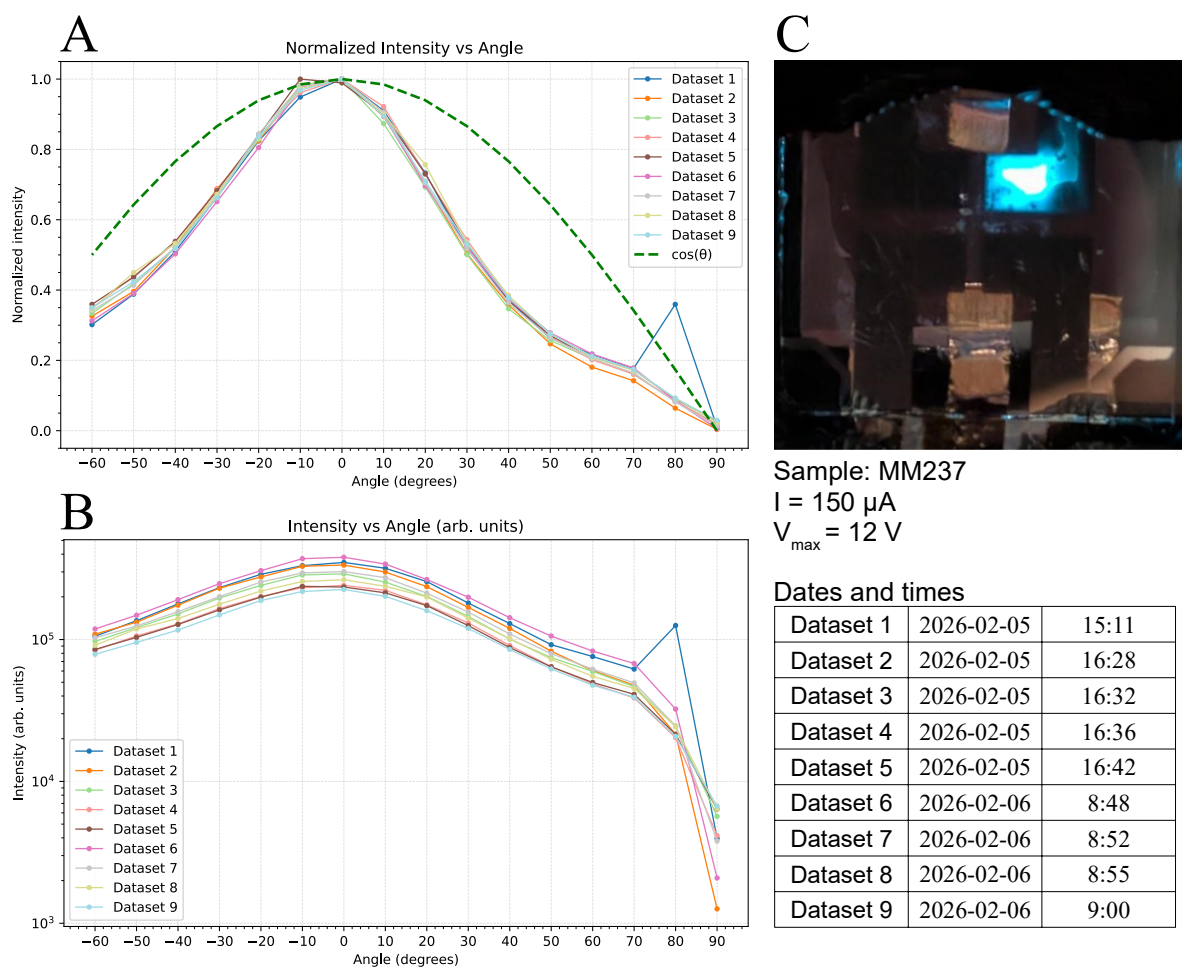 A
Normalized Intensity vs Angle
Normalized intensity
1.0
0.8
0.6
0.4
0.2
0.0
−60 −50 −40 −30 −20 −10 0 10 20 30 40 50 60 70 80 90
Angle (degrees)
Dataset 1
Dataset 2
Dataset 3
Dataset 4
Dataset 5
Dataset 6
Dataset 7
Dataset 8
Dataset 9
cos(θ)
B
Intensity vs Angle (arb. units)
Intensity (arb. units)
10⁵
10⁴
10³
−60 −50 −40 −30 −20 −10 0 10 20 30 40 50 60 70 80 90
Angle (degrees)
Dataset 1
Dataset 2
Dataset 3
Dataset 4
Dataset 5
Dataset 6
Dataset 7
Dataset 8
Dataset 9
C
Sample: MM237
I = 150 µA
Vmax = 12 V
Dates and times
Dataset 1 2026-02-05 15:11
Dataset 2 2026-02-05 16:28
Dataset 3 2026-02-05 16:32
Dataset 4 2026-02-05 16:36
Dataset 5 2026-02-05 16:42
Dataset 6 2026-02-06 8:48
Dataset 7 2026-02-06 8:52
Dataset 8 2026-02-06 8:55
Dataset 9 2026-02-06 9:00